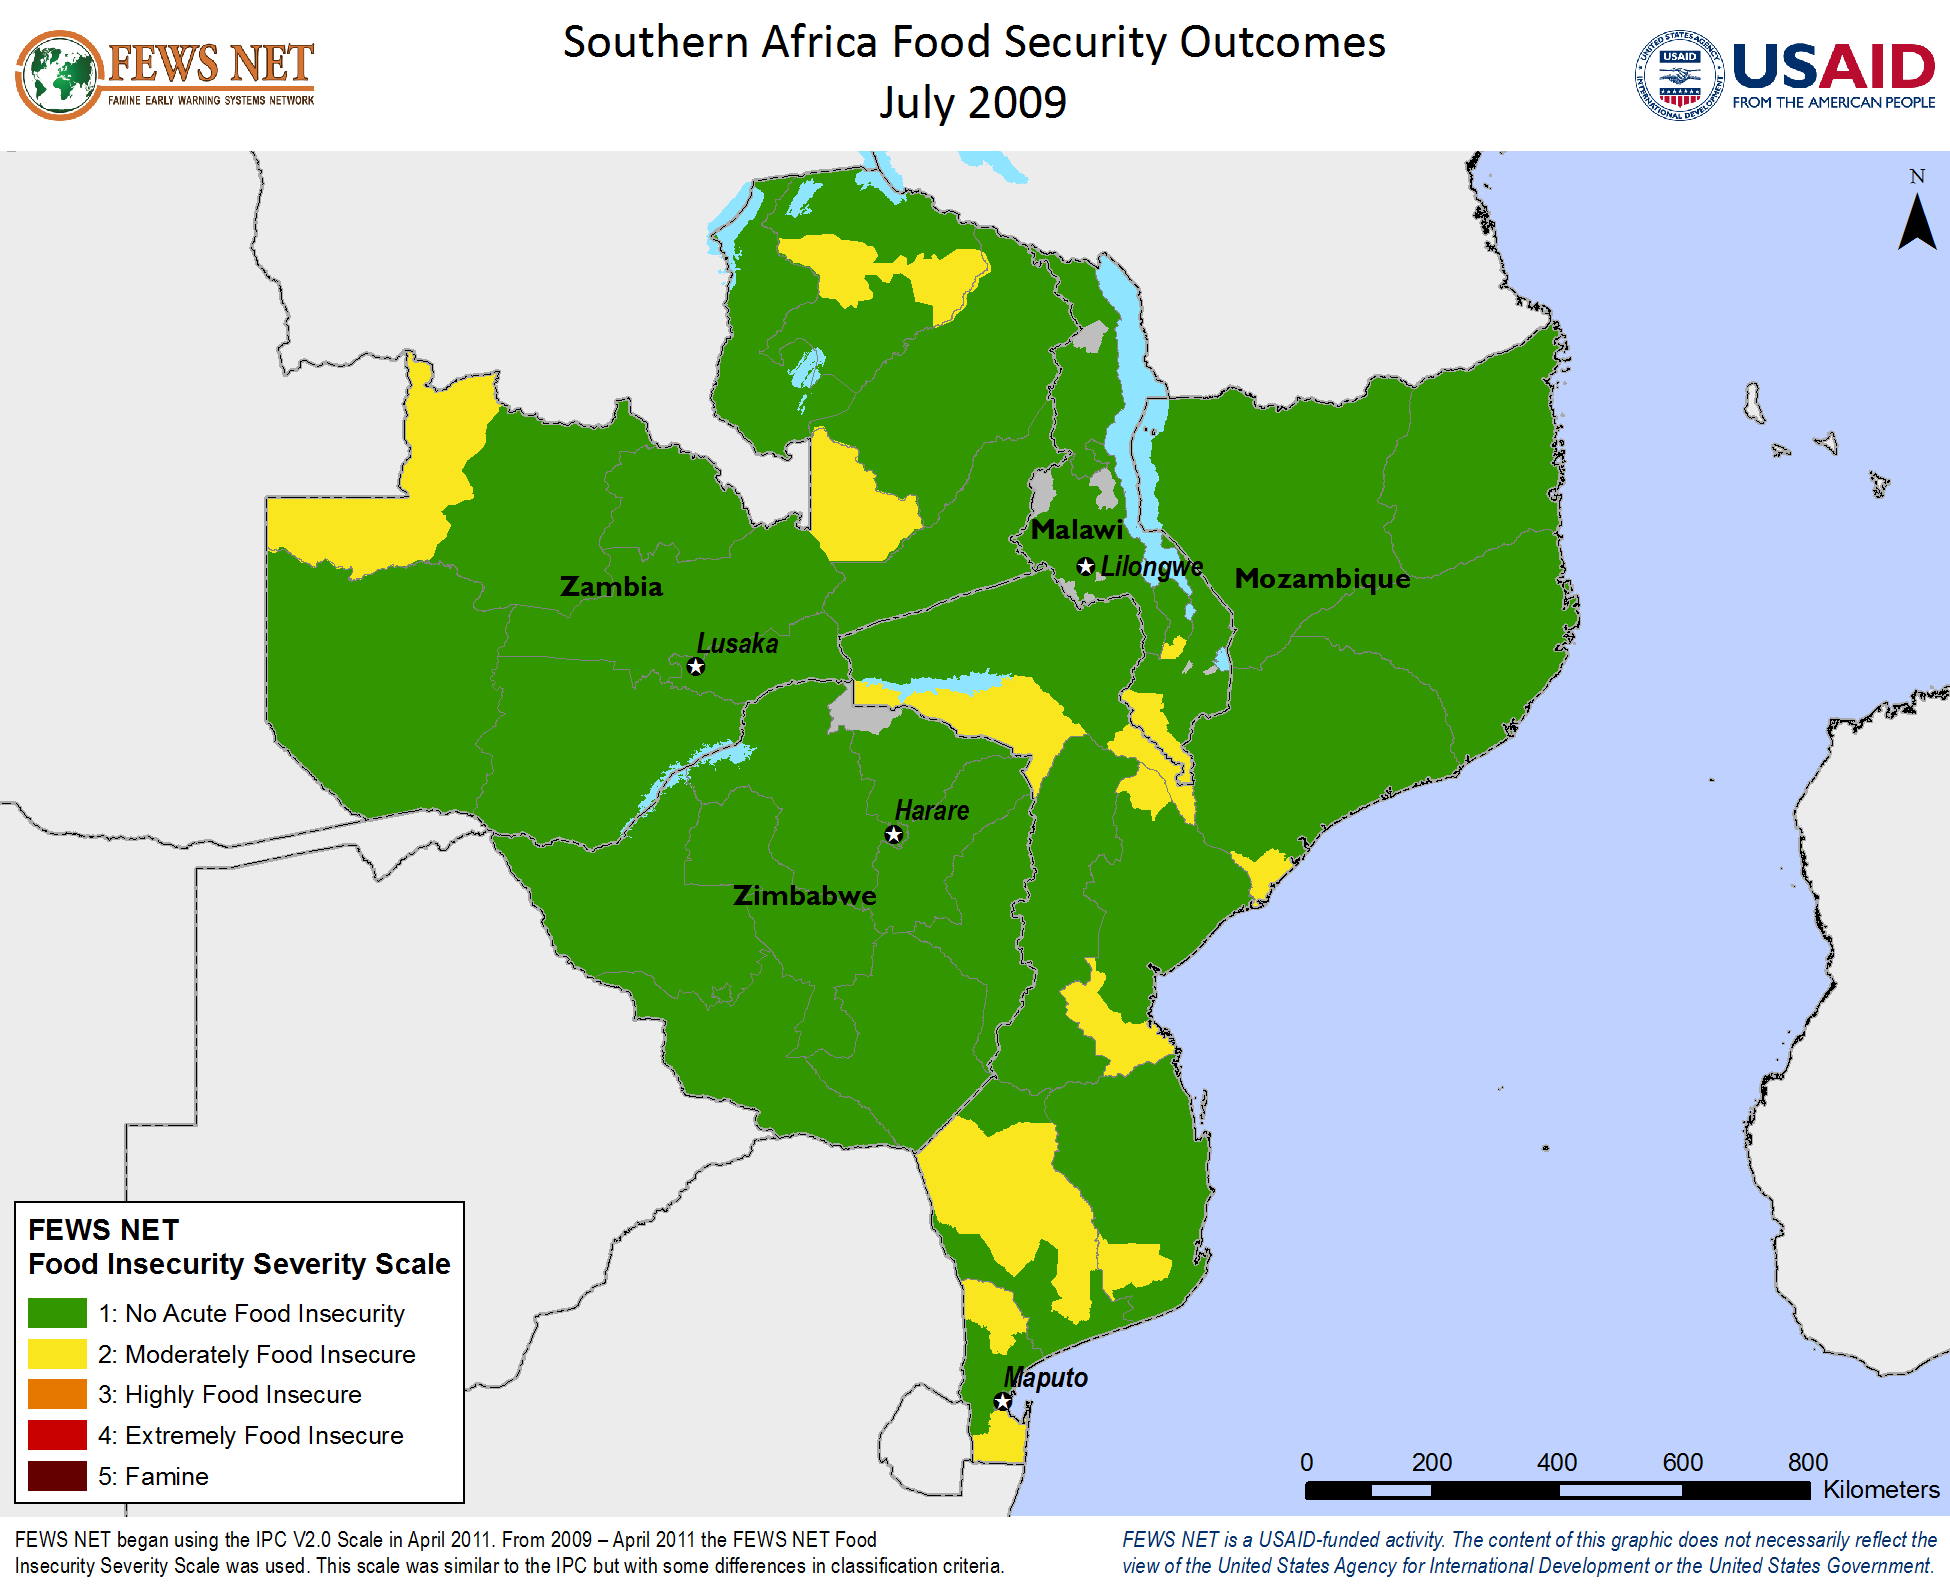 FEWS NET
FAMINE EARLY WARNING SYSTEMS NETWORK
Southern Africa Food Security Outcomes
July 2009
UNITED STATES AGENCY
USAID
INTERNATIONAL DEVELOPMENT
USAID
FROM THE AMERICAN PEOPLE
N
Malawi
Lilongwe
Mozambique
Zambia
Lusaka
Harare
Zimbabwe
Maputo
FEWS NET
Food Insecurity Severity Scale
1: No Acute Food Insecurity
2: Moderately Food Insecure
3: Highly Food Insecure
4: Extremely Food Insecure
5: Famine
0 200 400 600 800
Kilometers
FEWS NET began using the IPC V2.0 Scale in April 2011. From 2009 – April 2011 the FEWS NET Food
Insecurity Severity Scale was used. This scale was similar to the IPC but with some differences in classification criteria.
FEWS NET is a USAID-funded activity. The content of this graphic does not necessarily reflect the
view of the United States Agency for International Development or the United States Government.